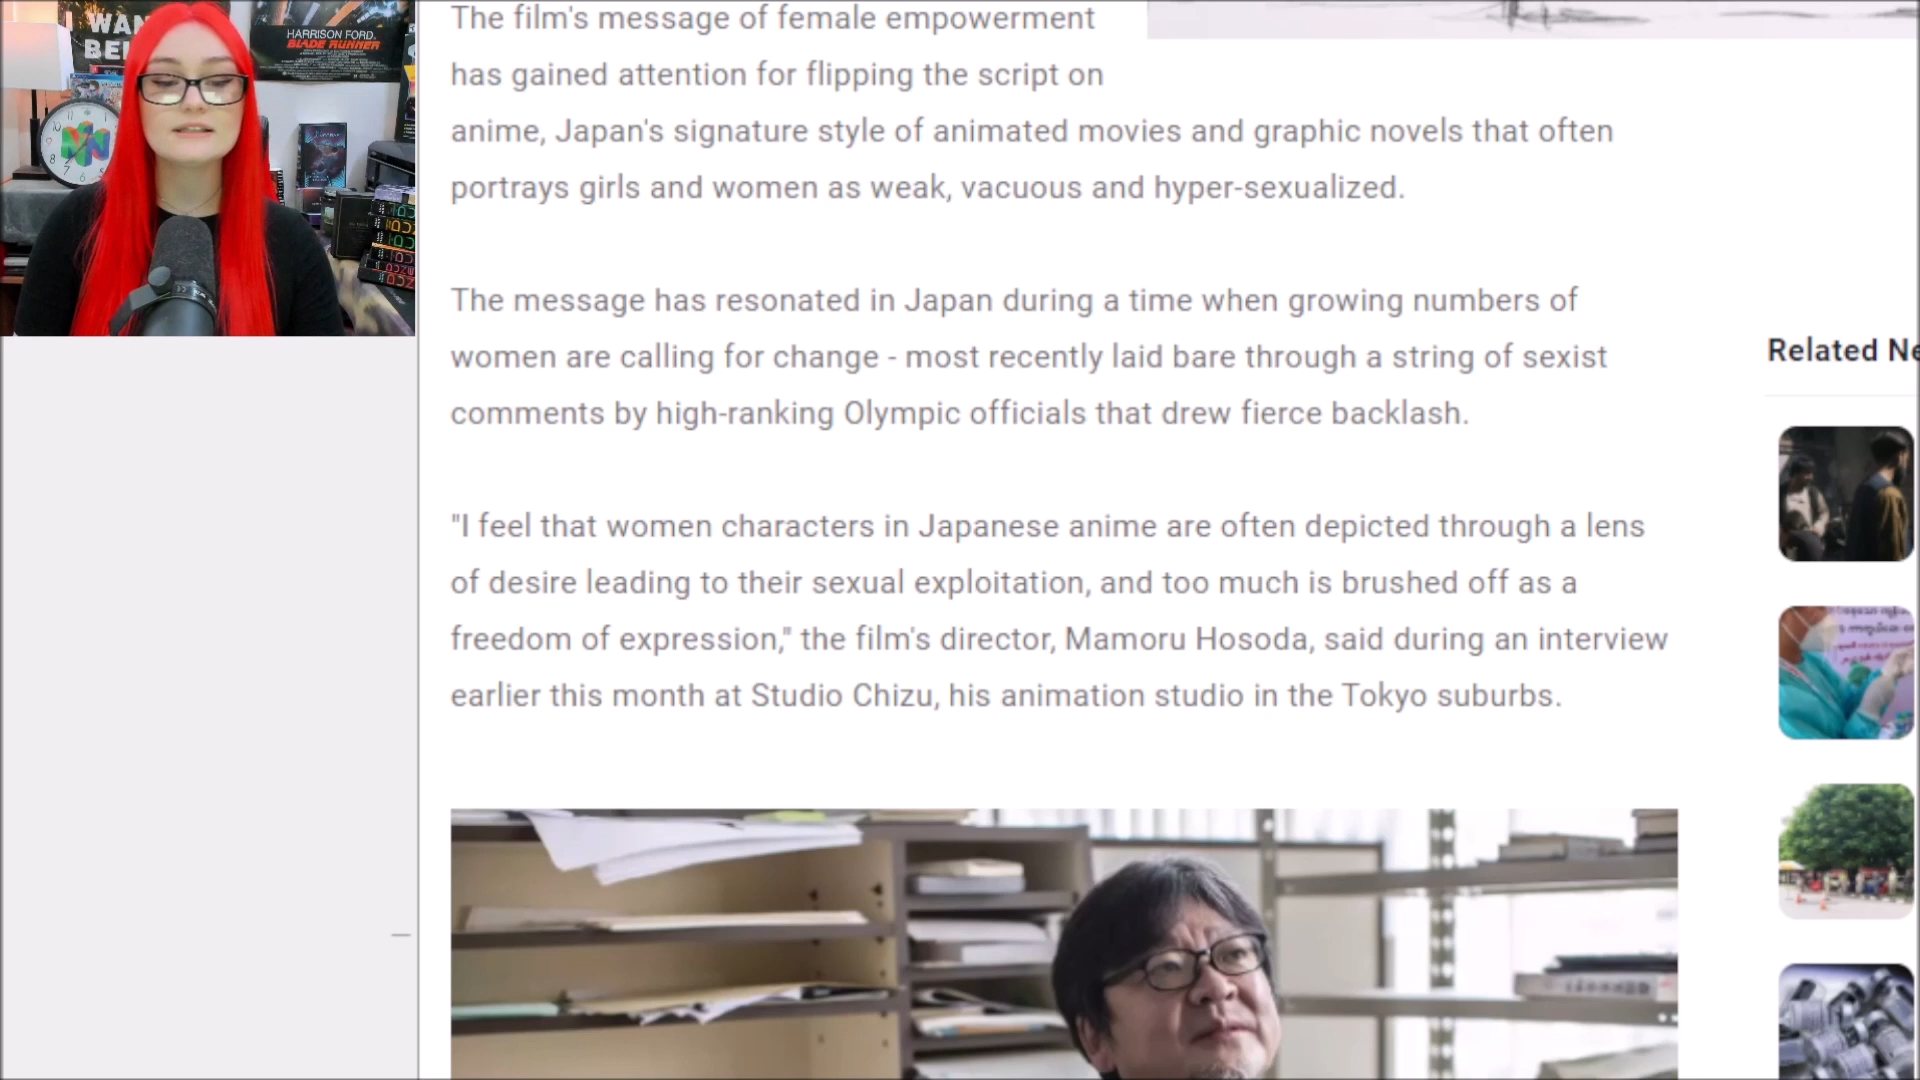 WAN
BEL
HARRISON FORD.
BLADE RUNNER
The film's message of female empowerment
has gained attention for flipping the script on
anime, Japan's signature style of animated movies and graphic novels that often
portrays girls and women as weak, vacuous and hyper-sexualized.
The message has resonated in Japan during a time when growing numbers of
women are calling for change - most recently laid bare through a string of sexist
comments by high-ranking Olympic officials that drew fierce backlash.
"I feel that women characters in Japanese anime are often depicted through a lens
of desire leading to their sexual exploitation, and too much is brushed off as a
freedom of expression," the film's director, Mamoru Hosoda, said during an interview
earlier this month at Studio Chizu, his animation studio in the Tokyo suburbs.
Related Ne